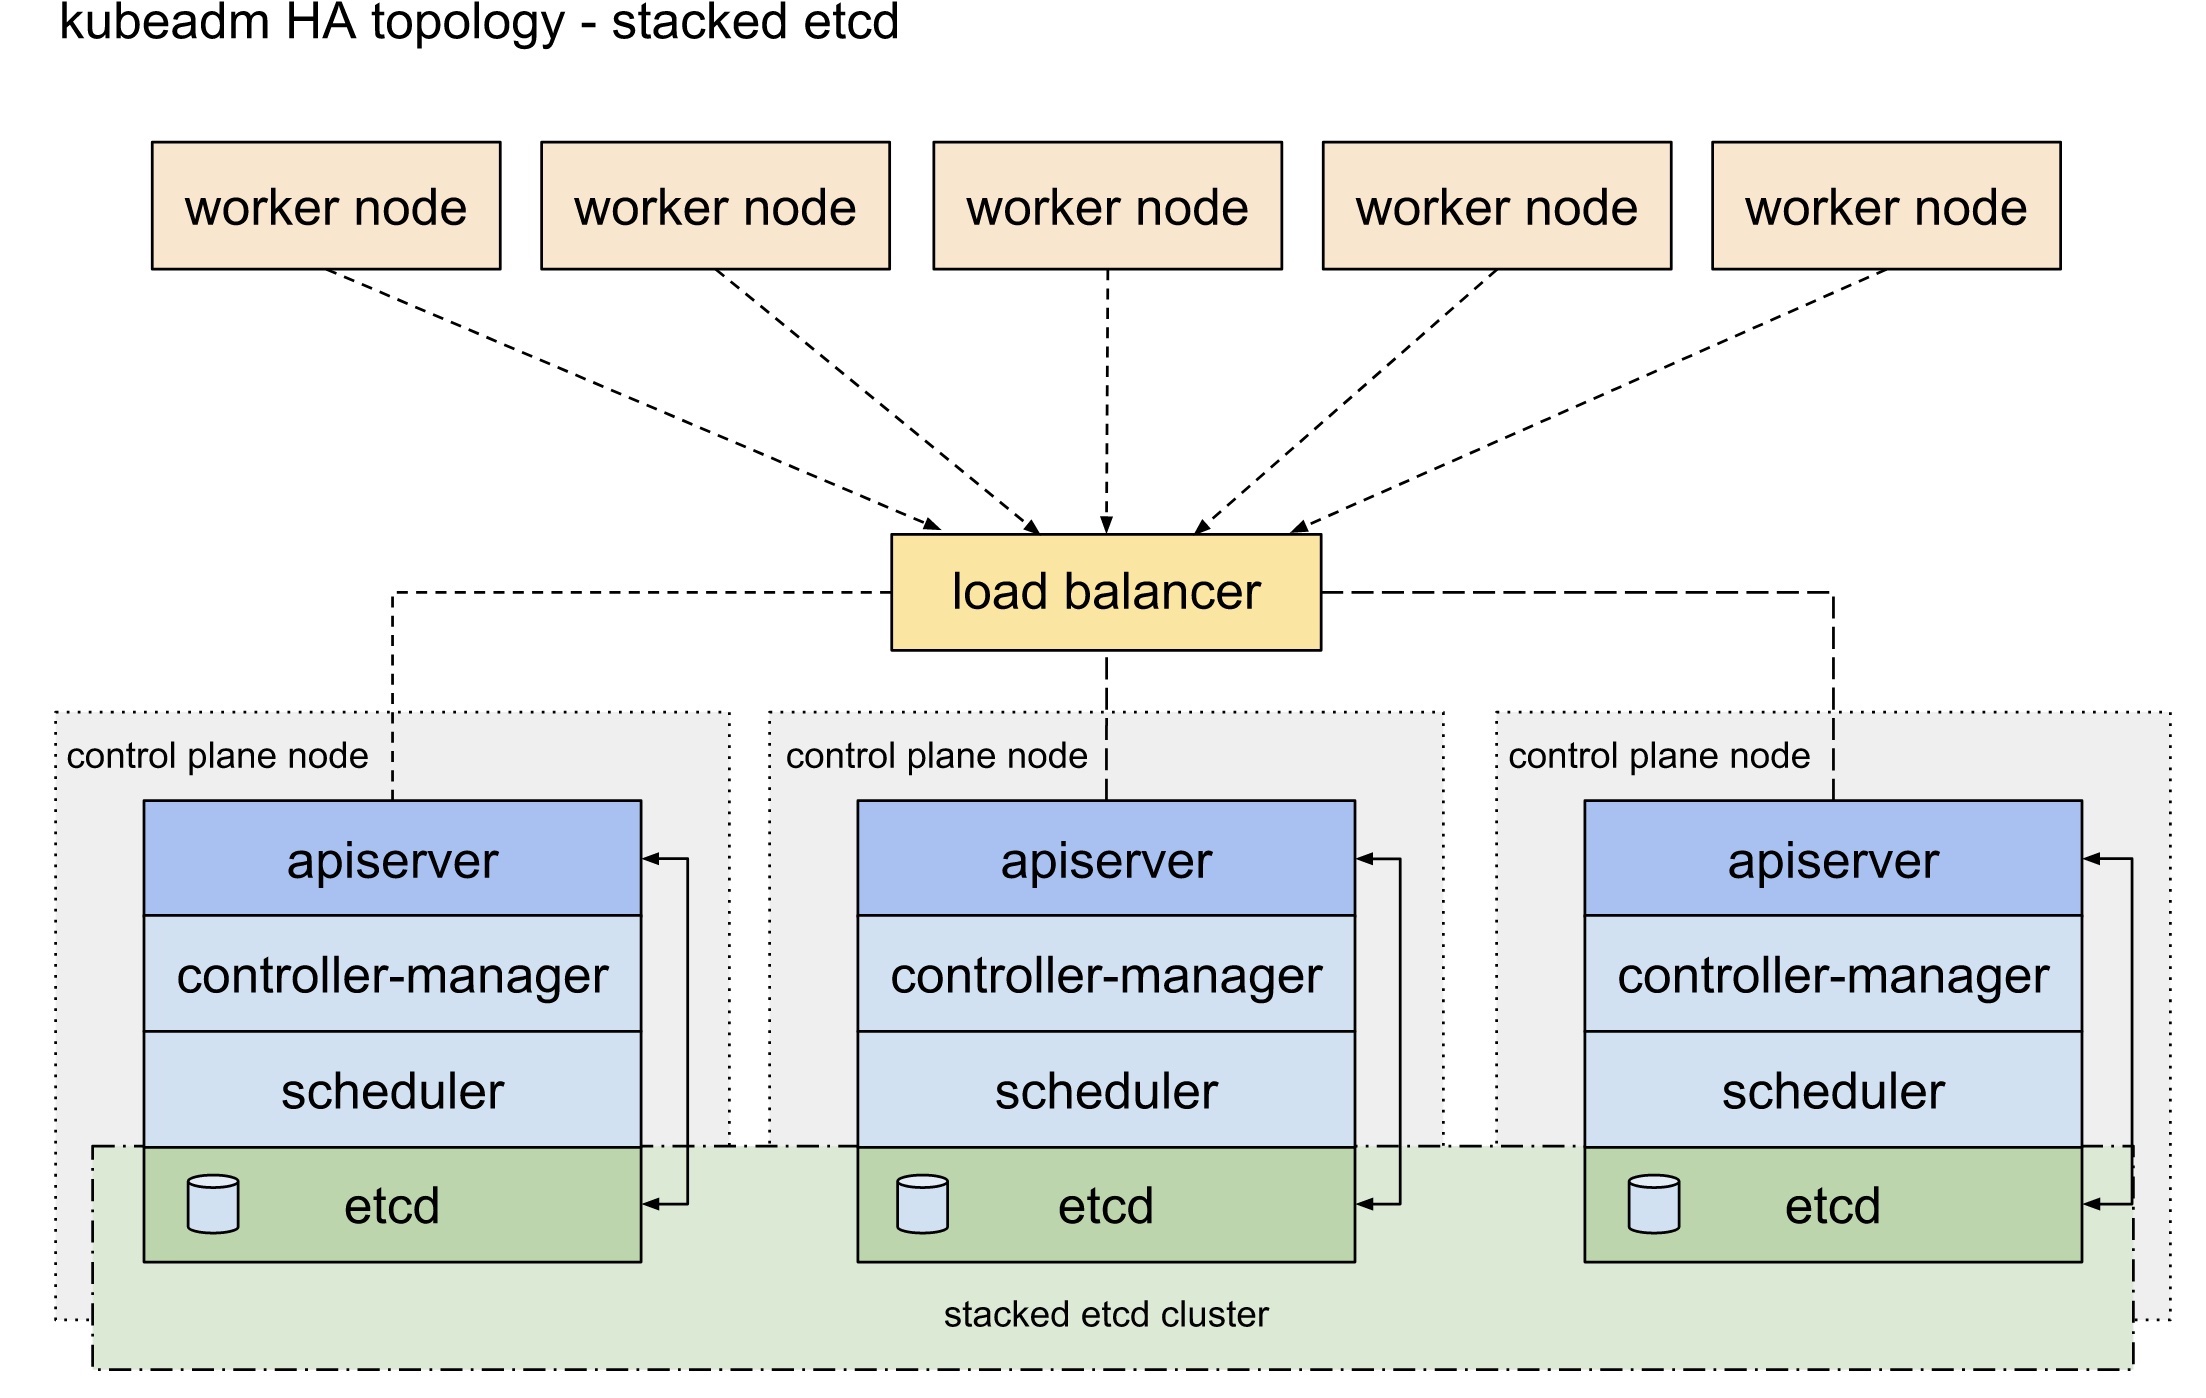 kubeadm HA topology - stacked etcd
worker node
worker node
worker node
worker node
worker node
load balancer
control plane node
control plane node
control plane node
apiserver
apiserver
apiserver
controller-manager
controller-manager
controller-manager
scheduler
scheduler
scheduler
etcd
etcd
etcd
stacked etcd cluster